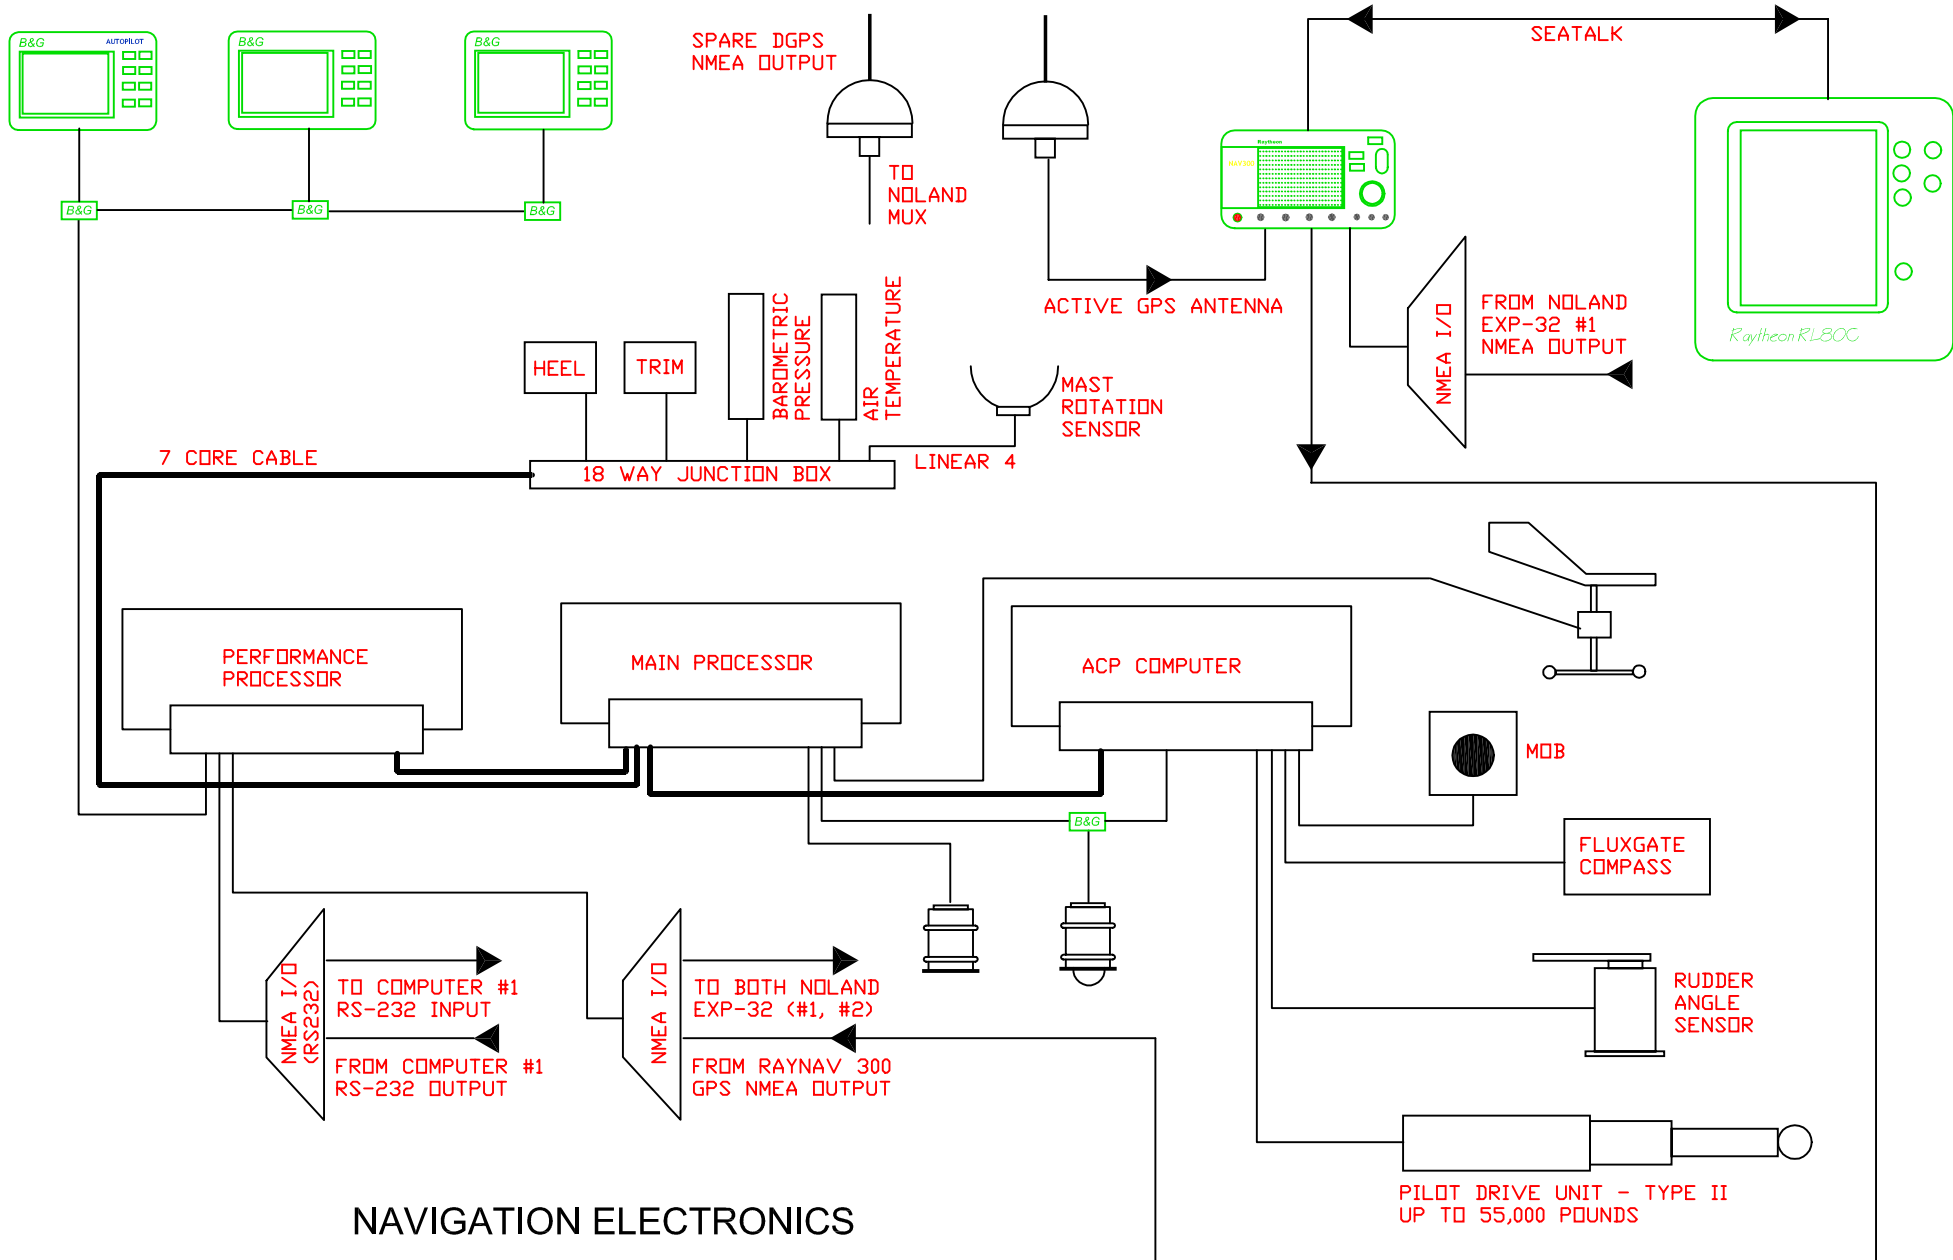 B&G AUTOPILOT
B&G
B&G
SPARE DGPS
NMEA OUTPUT
TO
NOLAND
MUX
SEATALK
Raytheon
B&G
B&G
B&G
ACTIVE GPS ANTENNA
NMEA I/O
FROM NOLAND
EXP-32 #1
NMEA OUTPUT
Raytheon RL80C
HEEL
TRIM
BAROMETRIC
PRESSURE
AIR
TEMPERATURE
MAST
ROTATION
SENSOR
7 CORE CABLE
18 WAY JUNCTION BOX
LINEAR 4
PERFORMANCE
PROCESSOR
MAIN PROCESSOR
ACP COMPUTER
MOB
B&G
FLUXGATE
COMPASS
NMEA I/O
(RS232)
TO COMPUTER #1
RS-232 INPUT
FROM COMPUTER #1
RS-232 OUTPUT
NMEA I/O
TO BOTH NOLAND
EXP-32 (#1, #2)
FROM RAYNAV 300
GPS NMEA OUTPUT
RUDDER
ANGLE
SENSOR
PILOT DRIVE UNIT - TYPE II
UP TO 55,000 POUNDS
NAVIGATION ELECTRONICS